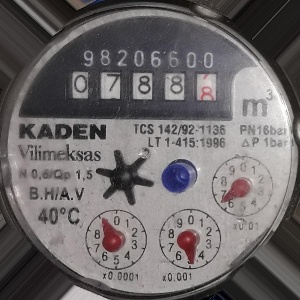 98206600
07888
m³
KADEN
TCS 142/92-1136
PN16bar
Vilimeksas
LT 1-415:1996
ΔP 1bar
N 0,6/Qp 1,5
B.H/A.V
40°C
x0.01
x0.0001
x0.001